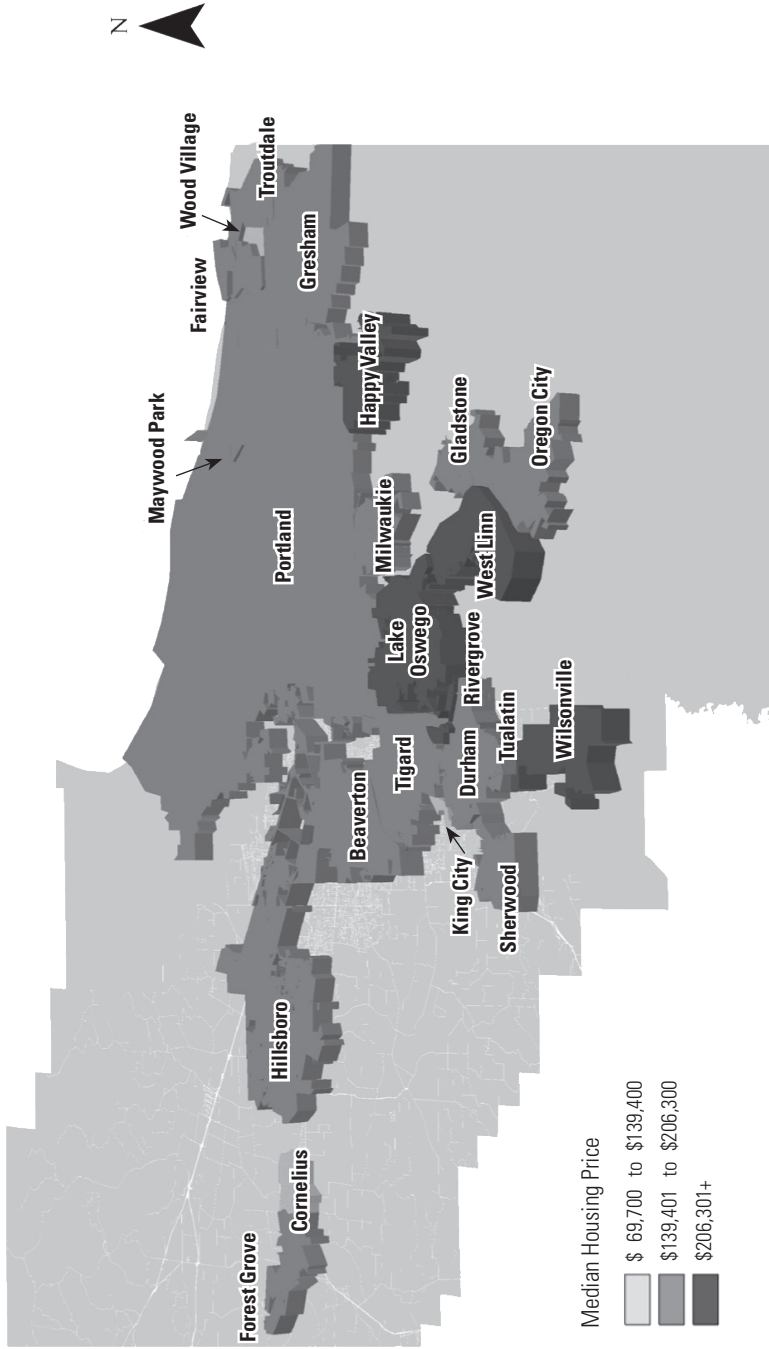 N
Wood Village
Troutdale
Fairview
Gresham
Maywood Park
Happy Valley
Portland
Gladstone
Oregon City
Milwaukie
West Linn
Lake
Oswego
Rivergrove
Tualatin
Wilsonville
Durham
Tigard
Beaverton
King City
Sherwood
Hillsboro
Cornelius
Forest Grove
Median Housing Price
$ 69,700 to $139,400
$139,401 to $206,300
$206,301+